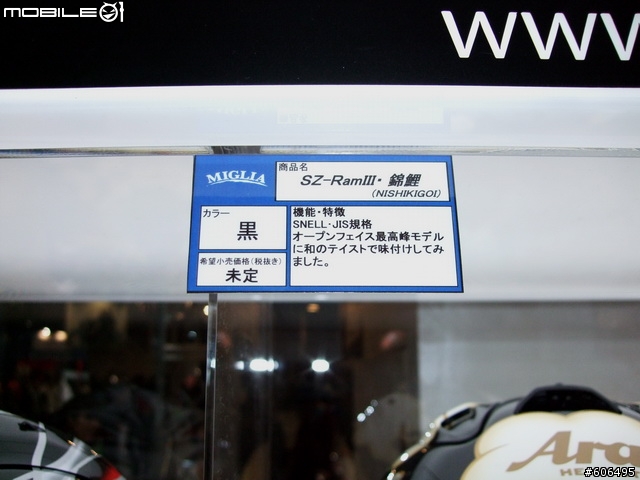 MOBILE01
WWW
MIGLIA
商品名
SZ-RamIII・錦鯉
(NISHIKIGOI)
カラー
黒
機能・特徴
SNELL・JIS規格
オープンフェイス最高峰モデル
に和のテイストで味付けしてみ
ました。
希望小売価格(税抜き)
未定
Ara
HE
#606495